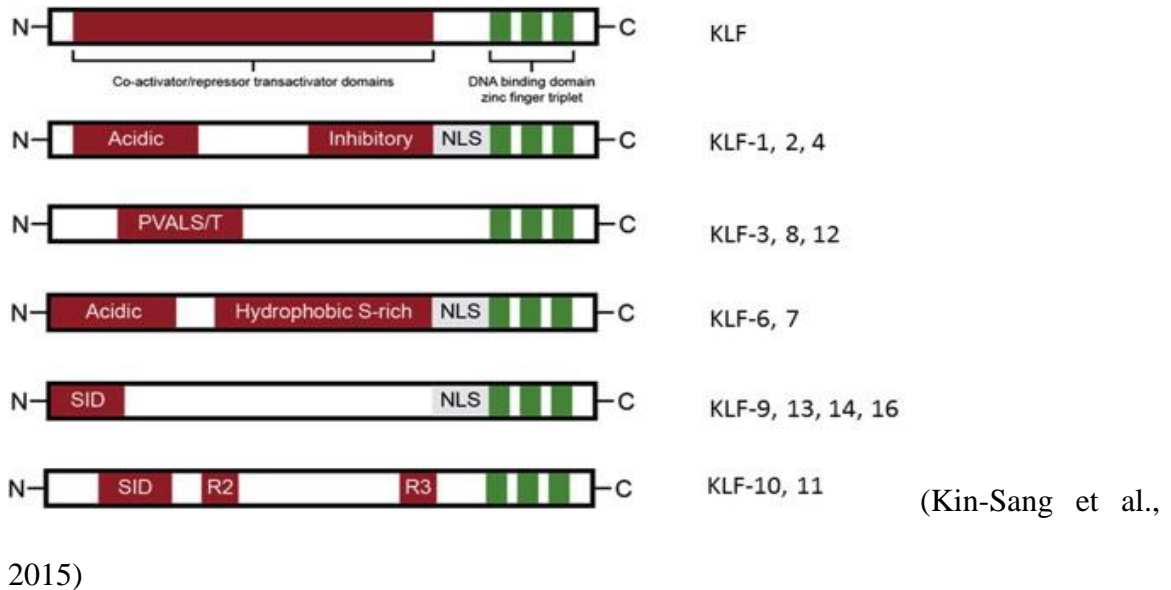 N C KLF
Co-activator/repressor transactivator domains DNA binding domain
zinc finger triplet
N Acidic Inhibitory NLS C KLF-1, 2, 4
N PVALS/T C KLF-3, 8, 12
N Acidic Hydrophobic S-rich NLS C KLF-6, 7
N SID NLS C KLF-9, 13, 14, 16
N SID R2 R3 C KLF-10, 11
(Kin-Sang et al.,
2015)